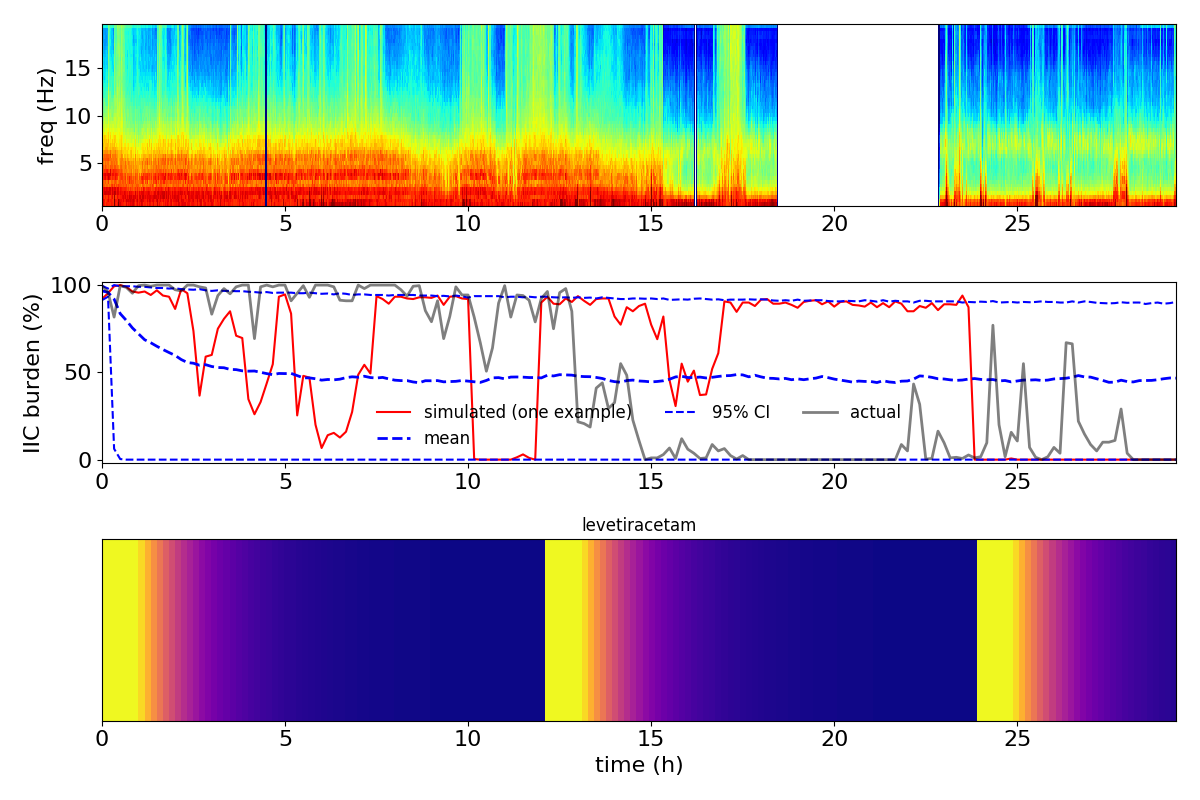 freq (Hz)
15
10
5
0 5 10 15 20 25
IIC burden (%)
100
50
0
simulated (one example) 95% CI actual
mean
0 5 10 15 20 25
levetiracetam
0 5 10 15 20 25
time (h)